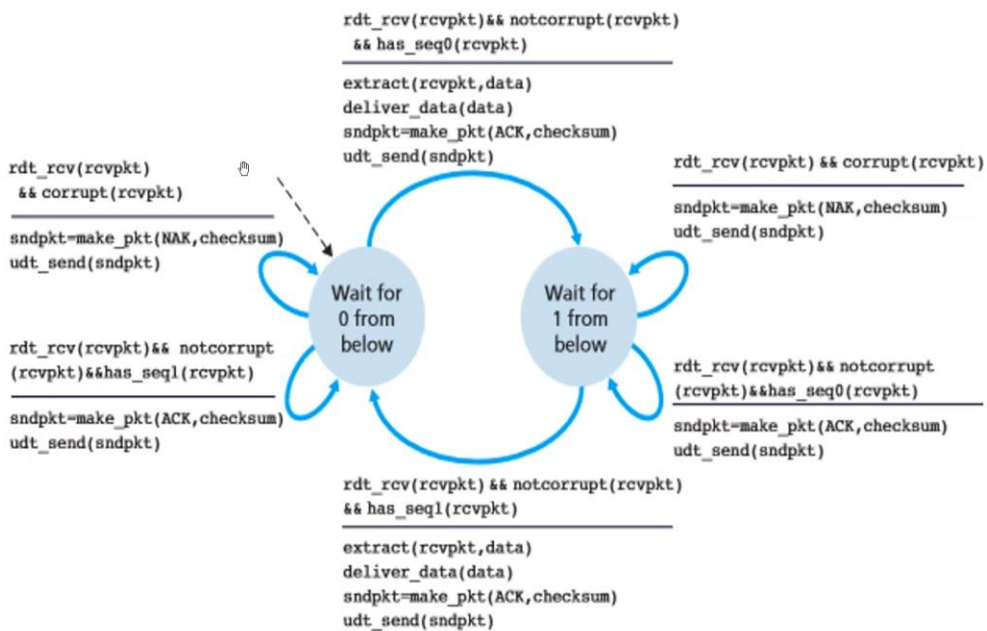 rdt_rcv(rcvpkt)&& notcorrupt(rcvpkt)
&& has_seq0(rcvpkt)
extract(rcvpkt,data)
deliver_data(data)
sndpkt=make_pkt(ACK,checksum)
udt_send(sndpkt)
rdt_rcv(rcvpkt)
&& corrupt(rcvpkt)
sndpkt=make_pkt(NAK,checksum)
udt_send(sndpkt)
rdt_rcv(rcvpkt) && corrupt(rcvpkt)
sndpkt=make_pkt(NAK,checksum)
udt_send(sndpkt)
Wait for
0 from
below
Wait for
1 from
below
rdt_rcv(rcvpkt)&& notcorrupt
(rcvpkt)&&has_seq1(rcvpkt)
sndpkt=make_pkt(ACK,checksum)
udt_send(sndpkt)
rdt_rcv(rcvpkt)&& notcorrupt
(rcvpkt)&&has_seq0(rcvpkt)
sndpkt=make_pkt(ACK,checksum)
udt_send(sndpkt)
rdt_rcv(rcvpkt) && notcorrupt(rcvpkt)
&& has_seq1(rcvpkt)
extract(rcvpkt,data)
deliver_data(data)
sndpkt=make_pkt(ACK,checksum)
udt_send(sndpkt)